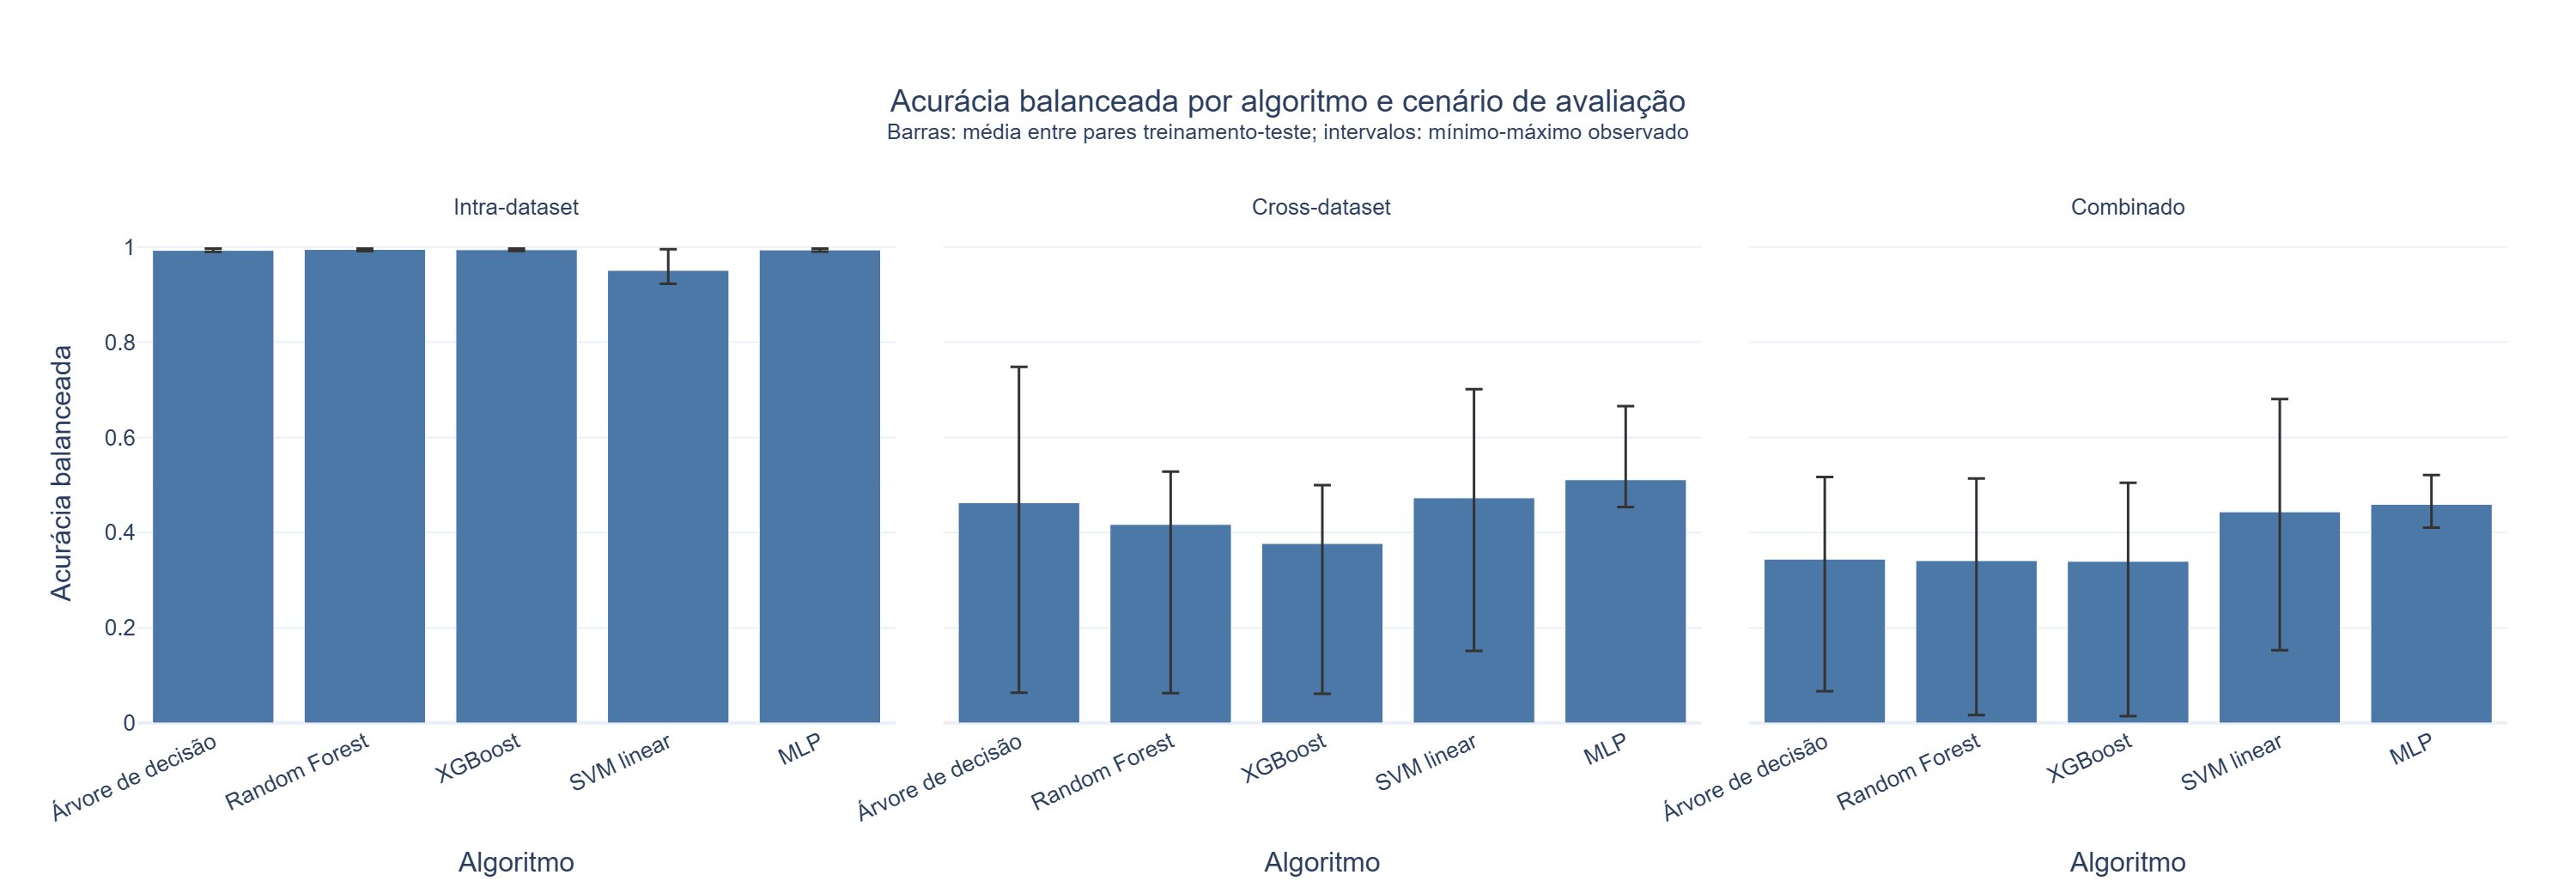 Acurácia balanceada por algoritmo e cenário de avaliação
Barras: média entre pares treinamento-teste; intervalos: mínimo-máximo observado
Intra-dataset
Cross-dataset
Combinado
Acurácia balanceada
1
0.8
0.6
0.4
0.2
0
Árvore de decisão
Random Forest
XGBoost
SVM linear
MLP
Árvore de decisão
Random Forest
XGBoost
SVM linear
MLP
Árvore de decisão
Random Forest
XGBoost
SVM linear
MLP
Algoritmo
Algoritmo
Algoritmo